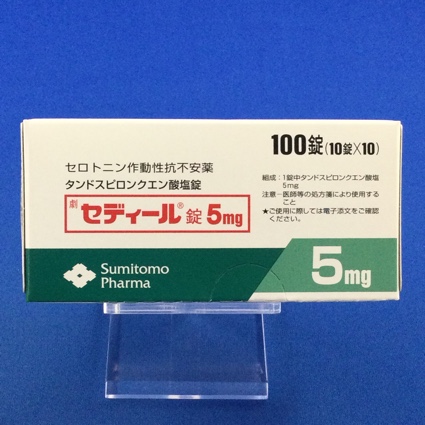 100錠(10錠×10)
セロトニン作動性抗不安薬
タンドスピロンクエン酸塩錠
劇 セディール®錠 5mg
組成：1錠中タンドスピロンクエン酸塩
5mg
注意－医師等の処方箋により使用する
こと
★ご使用に際しては電子添文をご確認
ください。
Sumitomo
Pharma
5mg